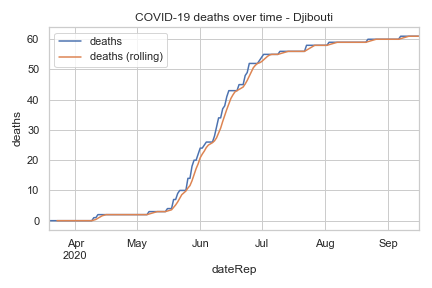 COVID-19 deaths over time - Djibouti
deaths
deaths (rolling)
60
50
40
30
20
10
0
deaths
Apr
2020
May
Jun
Jul
Aug
Sep
dateRep